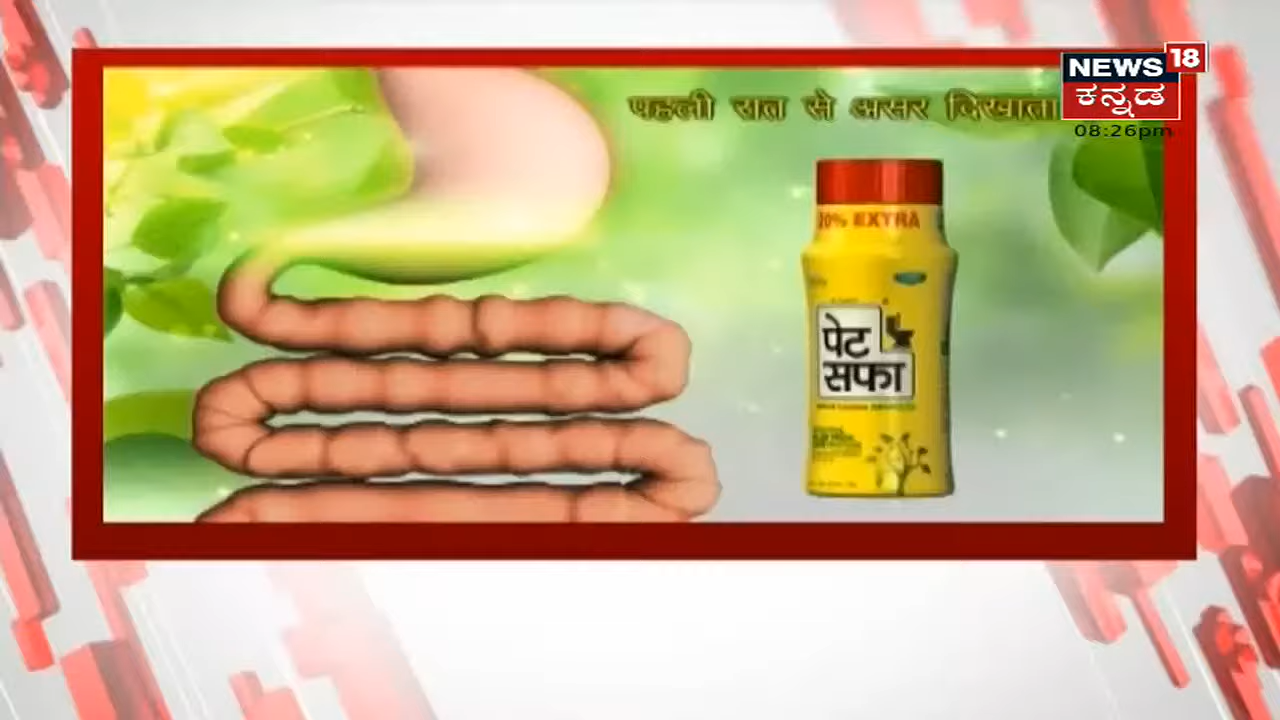 NEWS 18
ಕನ್ನಡ
08:26pm
पहली रात से असर दिखाता
20% EXTRA
पेट
सफा